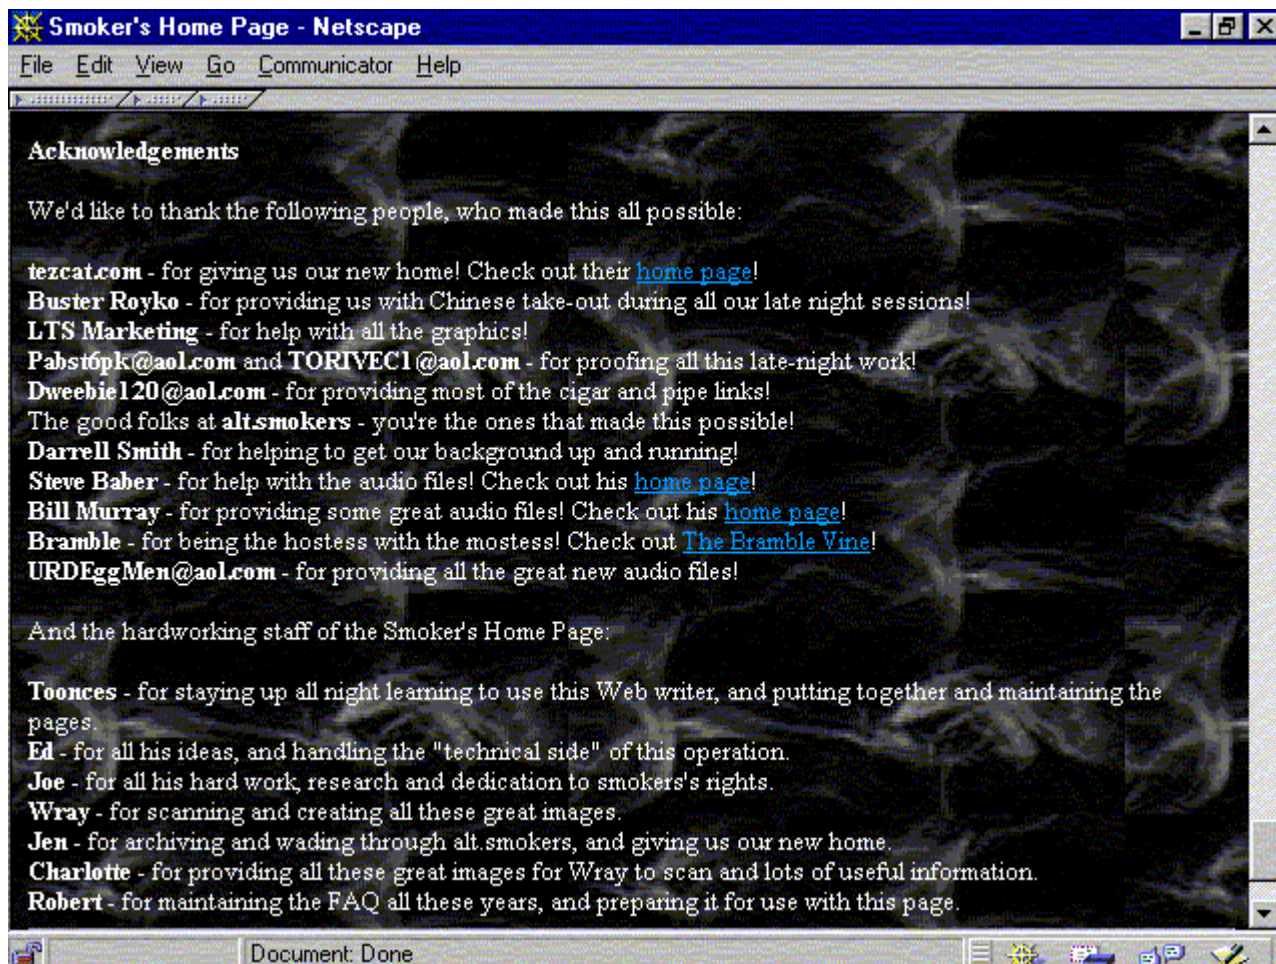 Smoker's Home Page - Netscape
File Edit View Go Communicator Help
Acknowledgements
We'd like to thank the following people, who made this all possible:
tezcat.com - for giving us our new home! Check out their home page!
Buster Royko - for providing us with Chinese take-out during all our late night sessions!
LTS Marketing - for help with all the graphics!
Pabst6pk@aol.com and TORIVEC1@aol.com - for proofing all this late-night work!
Dweebie120@aol.com - for providing most of the cigar and pipe links!
The good folks at alt.smokers - you're the ones that made this possible!
Darrell Smith - for helping to get our background up and running!
Steve Baber - for help with the audio files! Check out his home page!
Bill Murray - for providing some great audio files! Check out his home page!
Bramble - for being the hostess with the mostess! Check out The Bramble Vine!
URDEggMen@aol.com - for providing all the great new audio files!
And the hardworking staff of the Smoker's Home Page:
Toonces - for staying up all night learning to use this Web writer, and putting together and maintaining the
pages.
Ed - for all his ideas, and handling the "technical side" of this operation.
Joe - for all his hard work, research and dedication to smokers's rights.
Wray - for scanning and creating all these great images.
Jen - for archiving and wading through alt.smokers, and giving us our new home.
Charlotte - for providing all these great images for Wray to scan and lots of useful information.
Robert - for maintaining the FAQ all these years, and preparing it for use with this page.
Document: Done